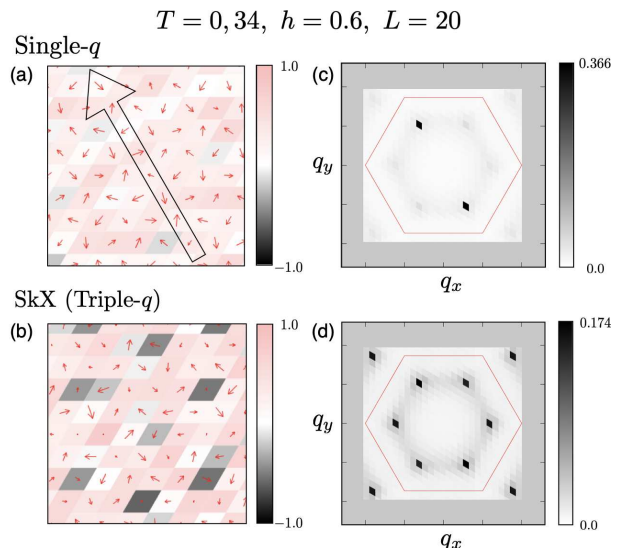 T = 0, 34, h = 0.6, L = 20
Single-q
(a)
1.0
−1.0
(c)
0.366
0.0
q_y
q_x
SkX (Triple-q)
(b)
1.0
−1.0
(d)
0.174
0.0
q_y
q_x